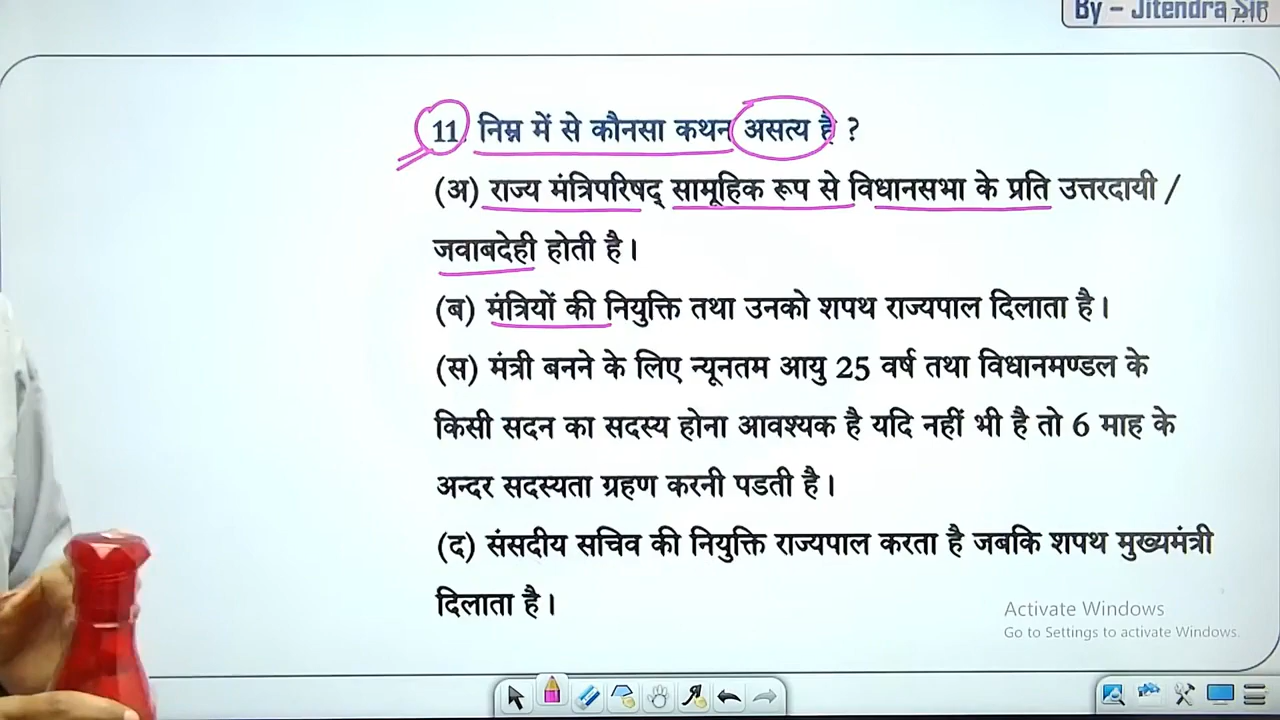 By – Jitendra Sir
11. निम्न में से कौनसा कथन असत्य है ?
(अ) राज्य मंत्रिपरिषद् सामूहिक रूप से विधानसभा के प्रति उत्तरदायी /
जवाबदेही होती है।
(ब) मंत्रियों की नियुक्ति तथा उनको शपथ राज्यपाल दिलाता है।
(स) मंत्री बनने के लिए न्यूनतम आयु 25 वर्ष तथा विधानमण्डल के
किसी सदन का सदस्य होना आवश्यक है यदि नहीं भी है तो 6 माह के
अन्दर सदस्यता ग्रहण करनी पडती है।
(द) संसदीय सचिव की नियुक्ति राज्यपाल करता है जबकि शपथ मुख्यमंत्री
दिलाता है।
Activate Windows
Go to Settings to activate Windows.